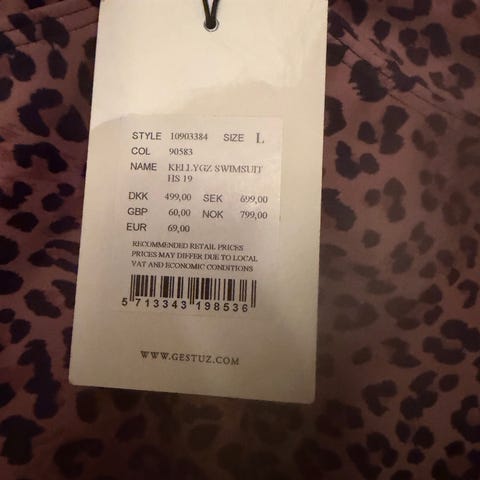 STYLE 10903384 SIZE L
COL 90583
NAME KELLYGZ SWIMSUIT
HS 19
DKK 499,00 SEK 699,00
GBP 60,00 NOK 799,00
EUR 69,00
RECOMMENDED RETAIL PRICES
PRICES MAY DIFFER DUE TO LOCAL
VAT AND ECONOMIC CONDITIONS
5 713343 198536
WWW.GESTUZ.COM